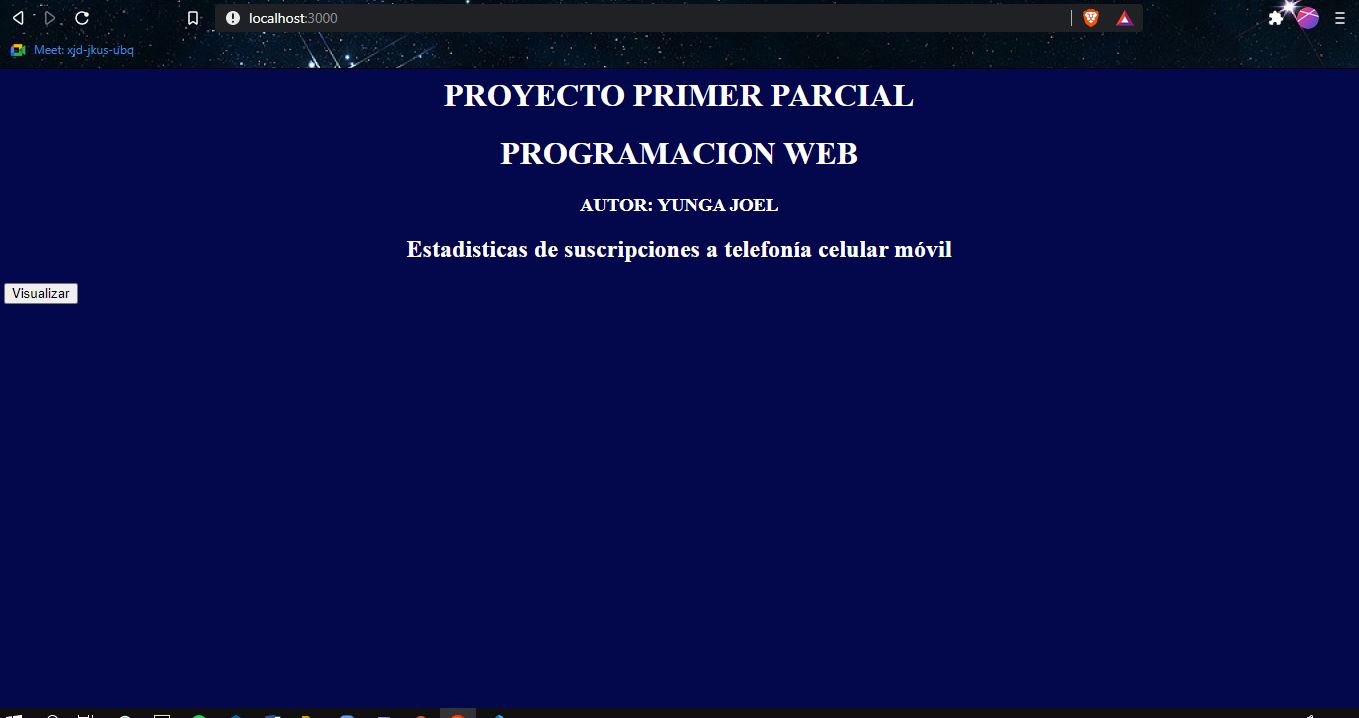 localhost:3000
Meet: xjd-jkus-ubq
PROYECTO PRIMER PARCIAL
PROGRAMACION WEB
AUTOR: YUNGA JOEL
Estadisticas de suscripciones a telefonía celular móvil
Visualizar